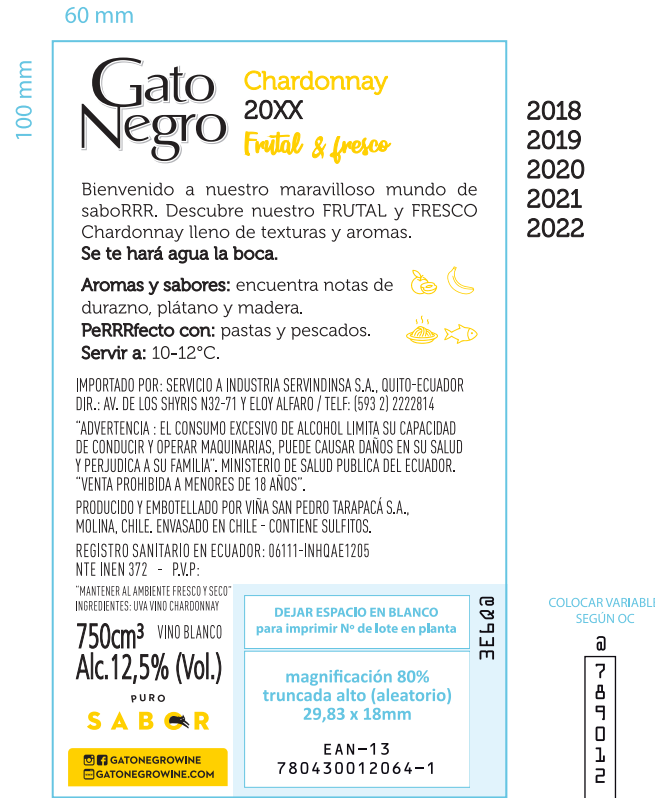 60 mm
100 mm
Gato
Negro
Chardonnay
20XX
Frutal & fresco
2018
2019
2020
2021
2022
Bienvenido a nuestro maravilloso mundo de
saboRRR. Descubre nuestro FRUTAL y FRESCO
Chardonnay lleno de texturas y aromas.
Se te hará agua la boca.
Aromas y sabores: encuentra notas de
durazno, plátano y madera.
PeRRRfecto con: pastas y pescados.
Servir a: 10-12°C.
IMPORTADO POR: SERVICIO A INDUSTRIA SERVINDINSA S.A., QUITO-ECUADOR
DIR.: AV. DE LOS SHYRIS N32-71 Y ELOY ALFARO / TELF: (593 2) 2222814
"ADVERTENCIA : EL CONSUMO EXCESIVO DE ALCOHOL LIMITA SU CAPACIDAD
DE CONDUCIR Y OPERAR MAQUINARIAS, PUEDE CAUSAR DAÑOS EN SU SALUD
Y PERJUDICA A SU FAMILIA". MINISTERIO DE SALUD PUBLICA DEL ECUADOR.
"VENTA PROHIBIDA A MENORES DE 18 AÑOS".
PRODUCIDO Y EMBOTELLADO POR VIÑA SAN PEDRO TARAPACÁ S.A.,
MOLINA, CHILE. ENVASADO EN CHILE - CONTIENE SULFITOS.
REGISTRO SANITARIO EN ECUADOR: 06111-INHQAE1205
NTE INEN 372 - P.V.P:
"MANTENER AL AMBIENTE FRESCO Y SECO"
INGREDIENTES: UVA VINO CHARDONNAY
750cm³ VINO BLANCO
Alc.12,5% (Vol.)
PURO
SABOR
GATONEGROWINE
GATONEGROWINE.COM
DEJAR ESPACIO EN BLANCO
para imprimir Nº de lote en planta
magnificación 80%
truncada alto (aleatorio)
29,83 x 18mm
EAN-13
780430012064-1
COLOCAR VARIABLE
SEGÚN OC
@
7
8
9
0
1
2